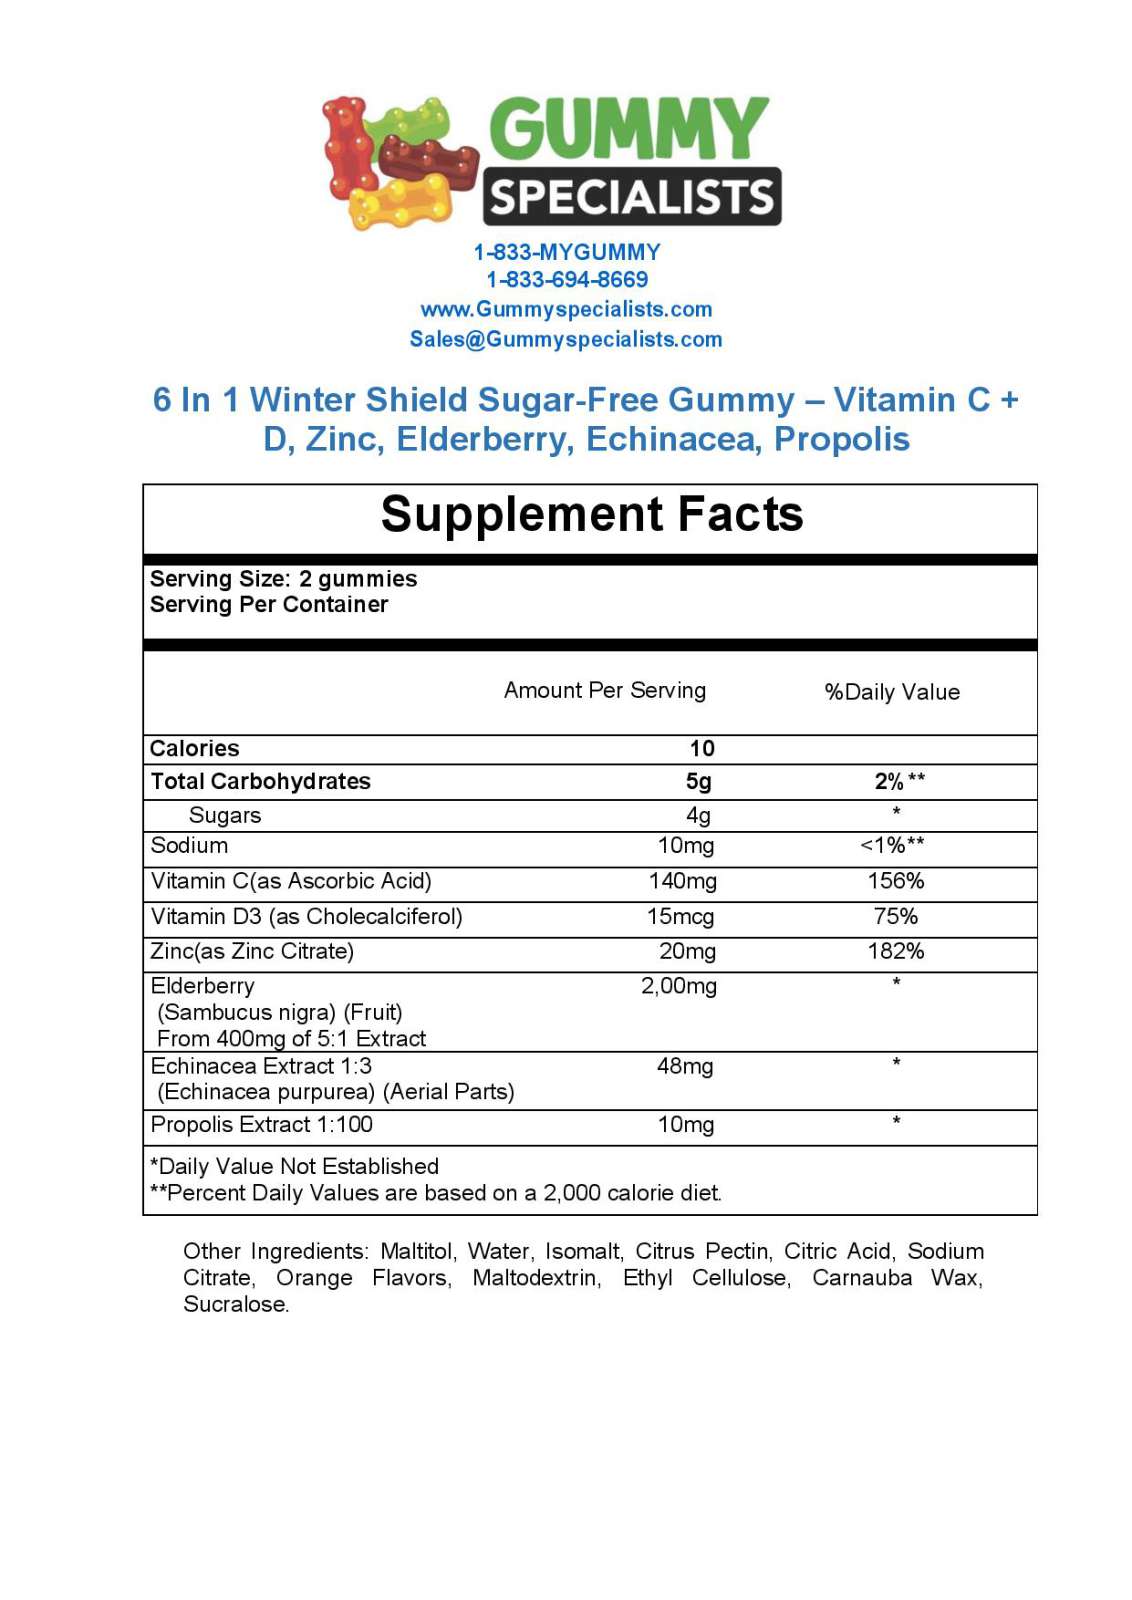 GUMMY
SPECIALISTS
1-833-MYGUMMY
1-833-694-8669
www.Gummyspecialists.com
Sales@Gummyspecialists.com
6 In 1 Winter Shield Sugar-Free Gummy – Vitamin C +
D, Zinc, Elderberry, Echinacea, Propolis
Supplement Facts
Serving Size: 2 gummies
Serving Per Container
Amount Per Serving %Daily Value
Calories 10
Total Carbohydrates 5g 2%**
Sugars 4g *
Sodium 10mg <1%**
Vitamin C(as Ascorbic Acid) 140mg 156%
Vitamin D3 (as Cholecalciferol) 15mcg 75%
Zinc(as Zinc Citrate) 20mg 182%
Elderberry 2,00mg *
(Sambucus nigra) (Fruit)
From 400mg of 5:1 Extract
Echinacea Extract 1:3 48mg *
(Echinacea purpurea) (Aerial Parts)
Propolis Extract 1:100 10mg *
*Daily Value Not Established
**Percent Daily Values are based on a 2,000 calorie diet.
Other Ingredients: Maltitol, Water, Isomalt, Citrus Pectin, Citric Acid, Sodium
Citrate, Orange Flavors, Maltodextrin, Ethyl Cellulose, Carnauba Wax,
Sucralose.